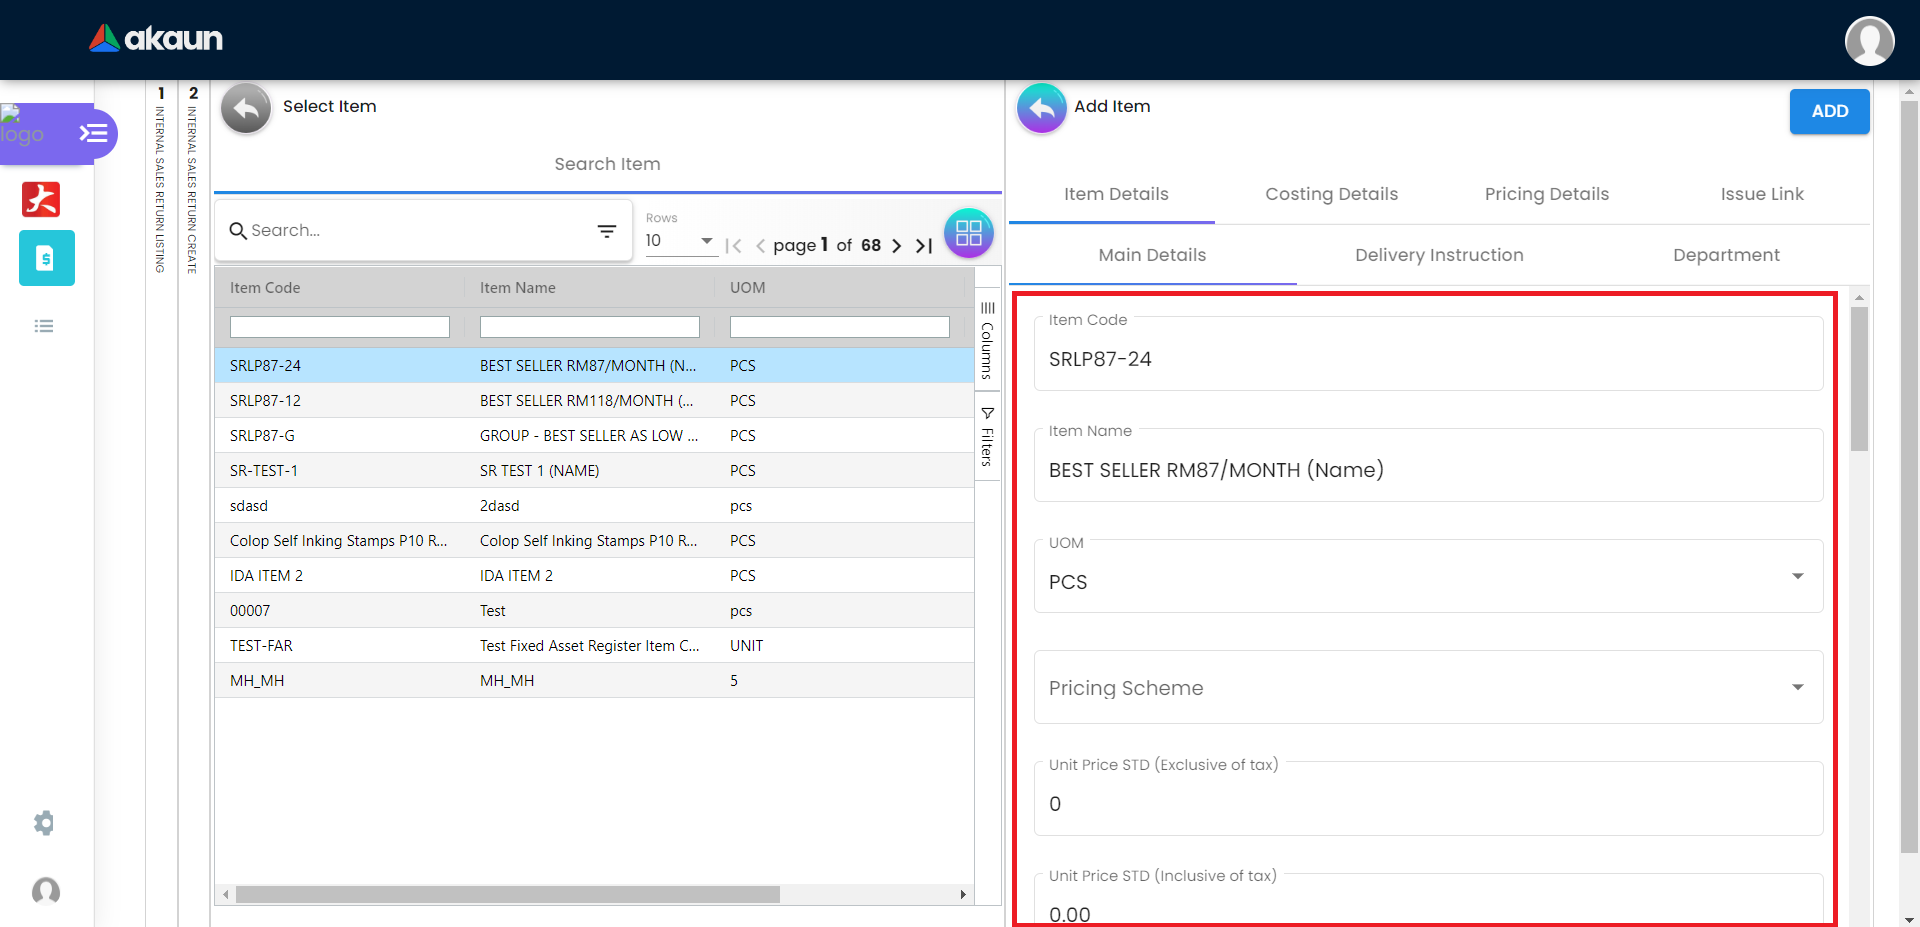 akaun
logo
1
INTERNAL SALES RETURN LISTING
2
INTERNAL SALES RETURN CREATE
Select Item
Search Item
Search...
Rows
10
page 1 of 68
Item Code Item Name UOM
SRLP87-24 BEST SELLER RM87/MONTH (N... PCS
SRLP87-12 BEST SELLER RM118/MONTH (... PCS
SRLP87-G GROUP - BEST SELLER AS LOW ... PCS
SR-TEST-1 SR TEST 1 (NAME) PCS
sdasd 2dasd pcs
Colop Self Inking Stamps P10 R... Colop Self Inking Stamps P10 R... PCS
IDA ITEM 2 IDA ITEM 2 PCS
00007 Test pcs
TEST-FAR Test Fixed Asset Register Item C... UNIT
MH_MH MH_MH 5
Columns
Filters
Add Item
ADD
Item Details Costing Details Pricing Details Issue Link
Main Details Delivery Instruction Department
Item Code
SRLP87-24
Item Name
BEST SELLER RM87/MONTH (Name)
UOM
PCS
Pricing Scheme
Unit Price STD (Exclusive of tax)
0
Unit Price STD (Inclusive of tax)
0.00